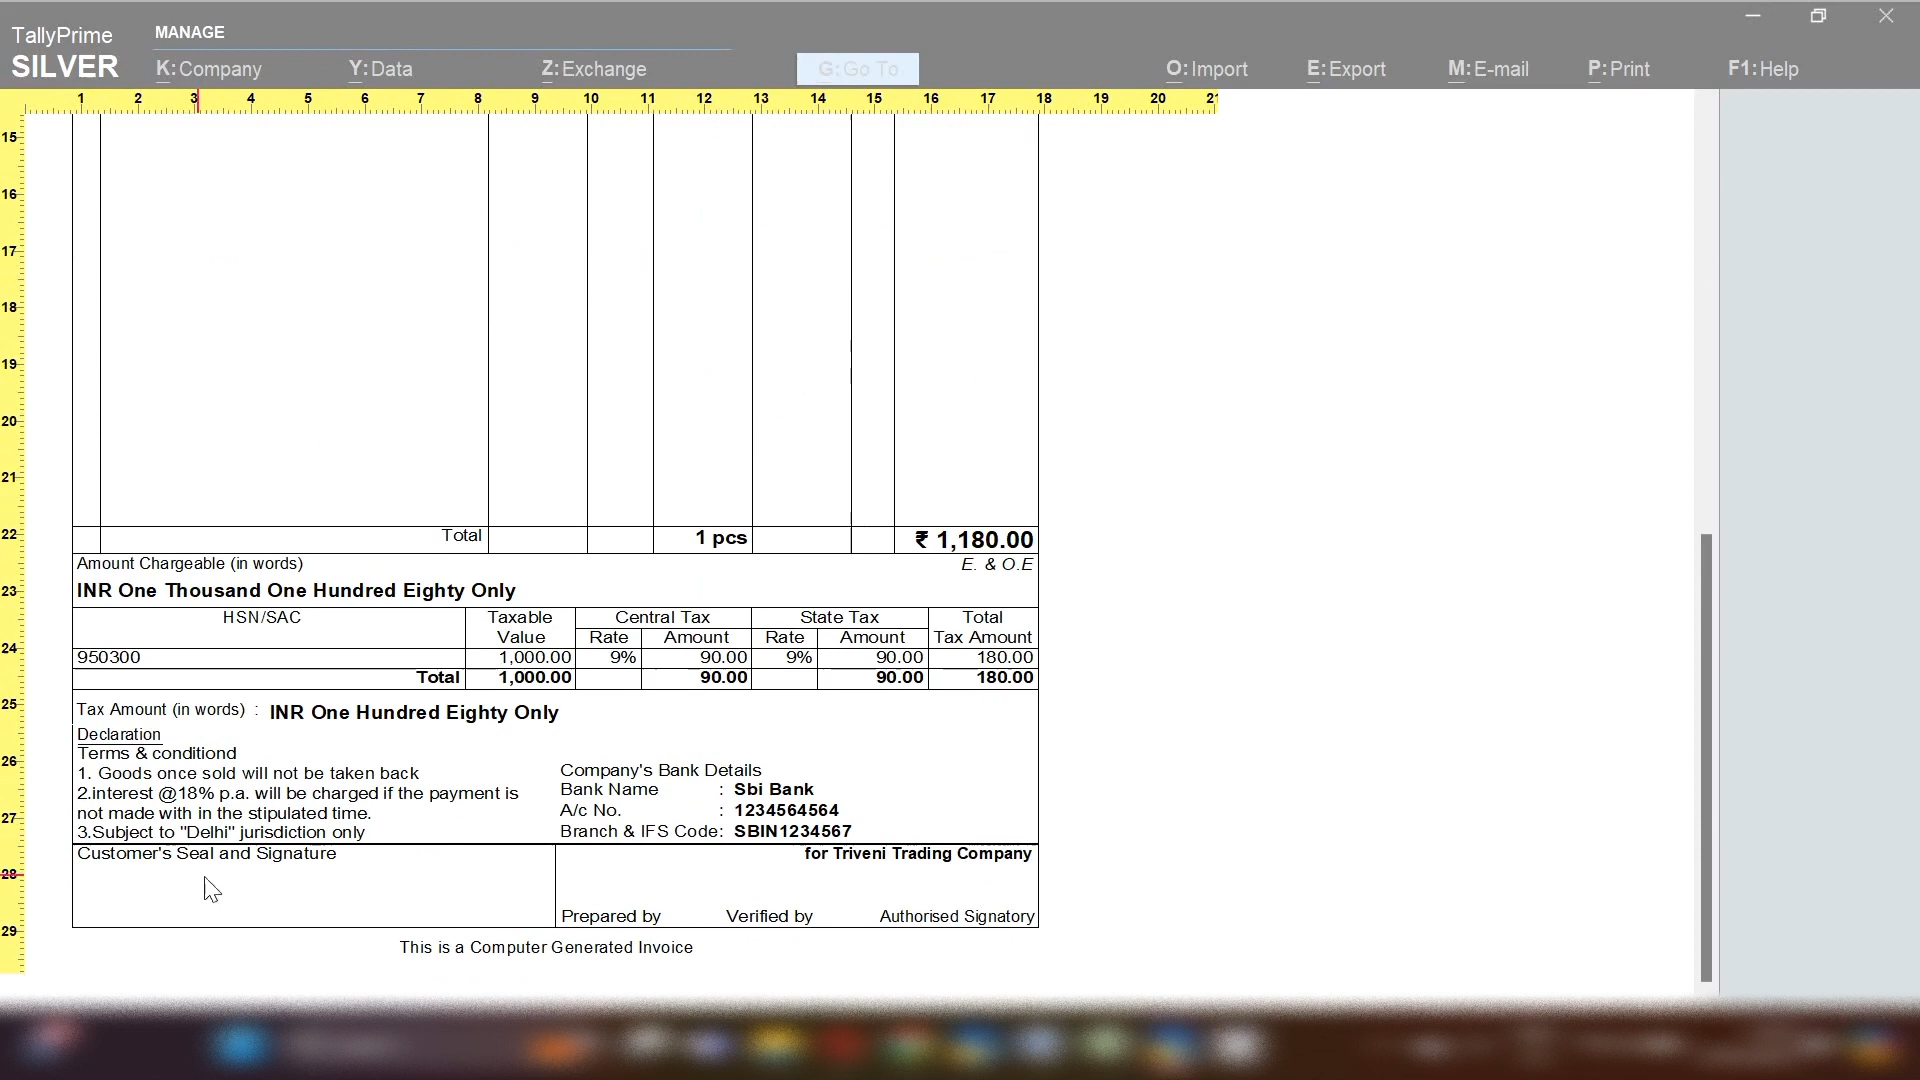 TallyPrime
SILVER
MANAGE
K:Company Y:Data Z:Exchange G:Go To O:Import E:Export M:E-mail P:Print F1:Help
1 2 3 4 5 6 7 8 9 10 11 12 13 14 15 16 17 18 19 20 21
15
16
17
18
19
20
21
22
23
24
25
26
27
28
29
Total 1 pcs ₹ 1,180.00
Amount Chargeable (in words) E. & O.E
INR One Thousand One Hundred Eighty Only
HSN/SAC Taxable Central Tax State Tax Total
Value Rate Amount Rate Amount Tax Amount
950300 1,000.00 9% 90.00 9% 90.00 180.00
Total 1,000.00 90.00 90.00 180.00
Tax Amount (in words) : INR One Hundred Eighty Only
Declaration
Terms & conditiond
1. Goods once sold will not be taken back
2.interest @18% p.a. will be charged if the payment is
not made with in the stipulated time.
3.Subject to "Delhi" jurisdiction only
Company's Bank Details
Bank Name : Sbi Bank
A/c No. : 1234564564
Branch & IFS Code: SBIN1234567
Customer's Seal and Signature
for Triveni Trading Company
Prepared by Verified by Authorised Signatory
This is a Computer Generated Invoice